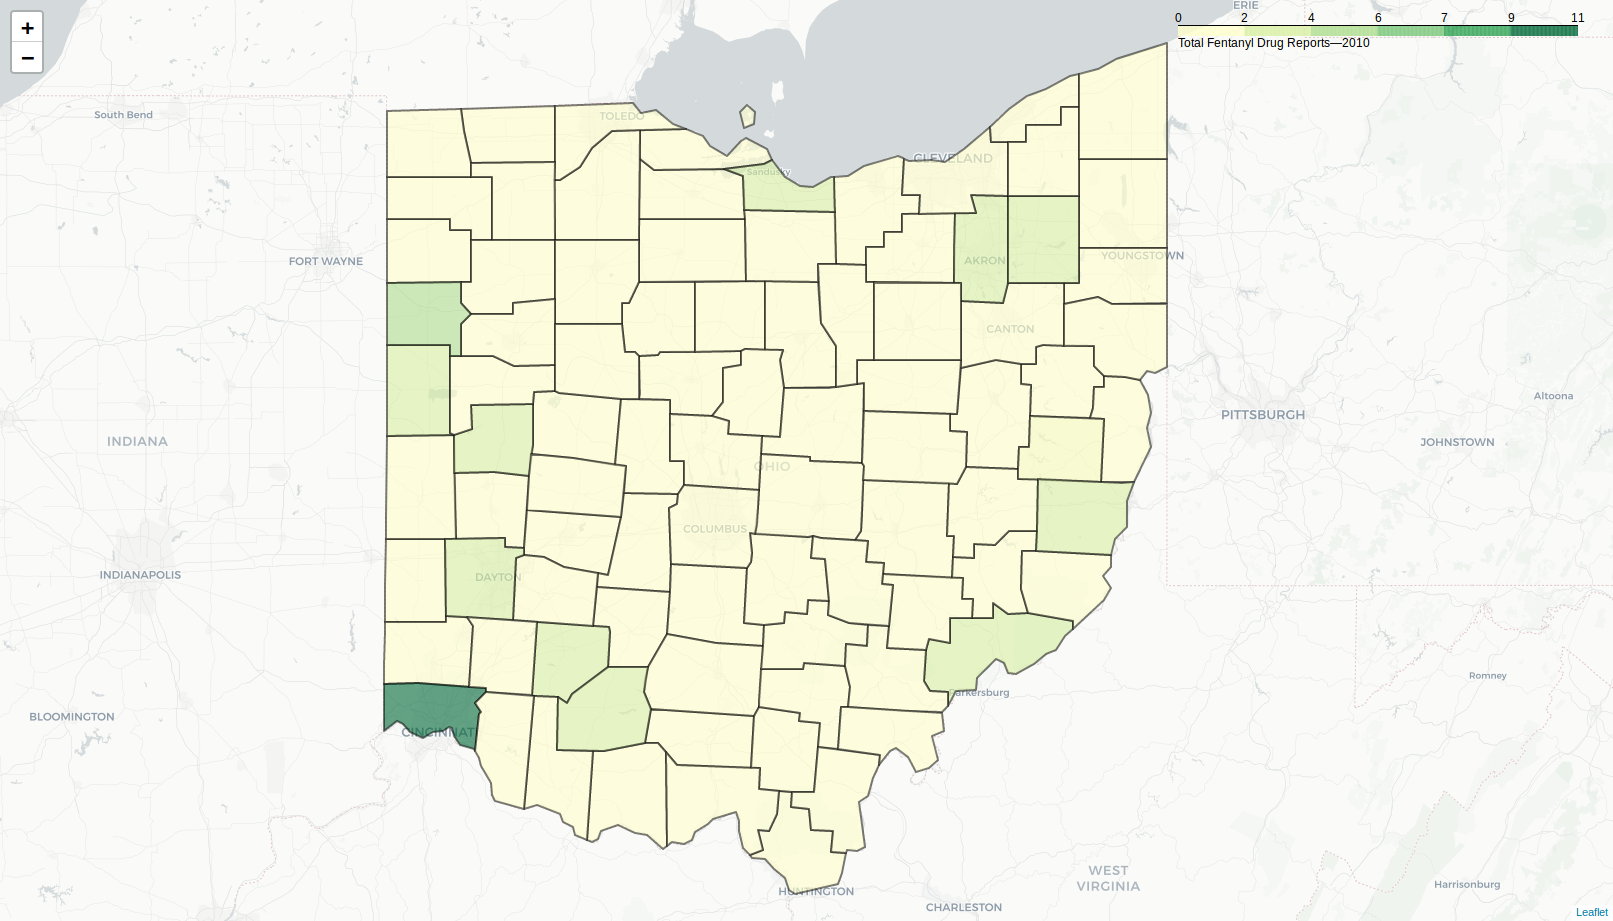 +
−
ERIE
0 2 4 6 7 9 11
Total Fentanyl Drug Reports—2010
South Bend
TOLEDO
CLEVELAND
Sandusky
FORT WAYNE
AKRON
YOUNGSTOWN
CANTON
PITTSBURGH
Altoona
INDIANA
JOHNSTOWN
OHIO
COLUMBUS
INDIANAPOLIS
DAYTON
Romney
arkersburg
BLOOMINGTON
CINCINNAT
WEST
VIRGINIA
HUNTINGTON
Harrisonburg
CHARLESTON
Leaflet